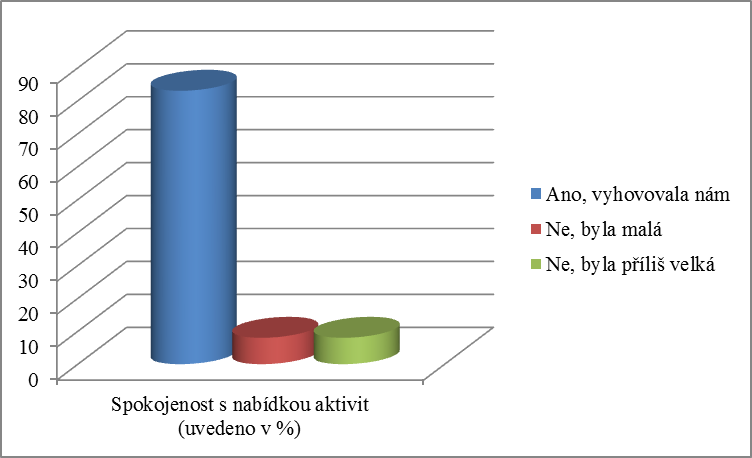 90
80
70
60
50
40
30
20
10
0
Spokojenost s nabídkou aktivit
(uvedeno v %)
Ano, vyhovovala nám
Ne, byla malá
Ne, byla příliš velká